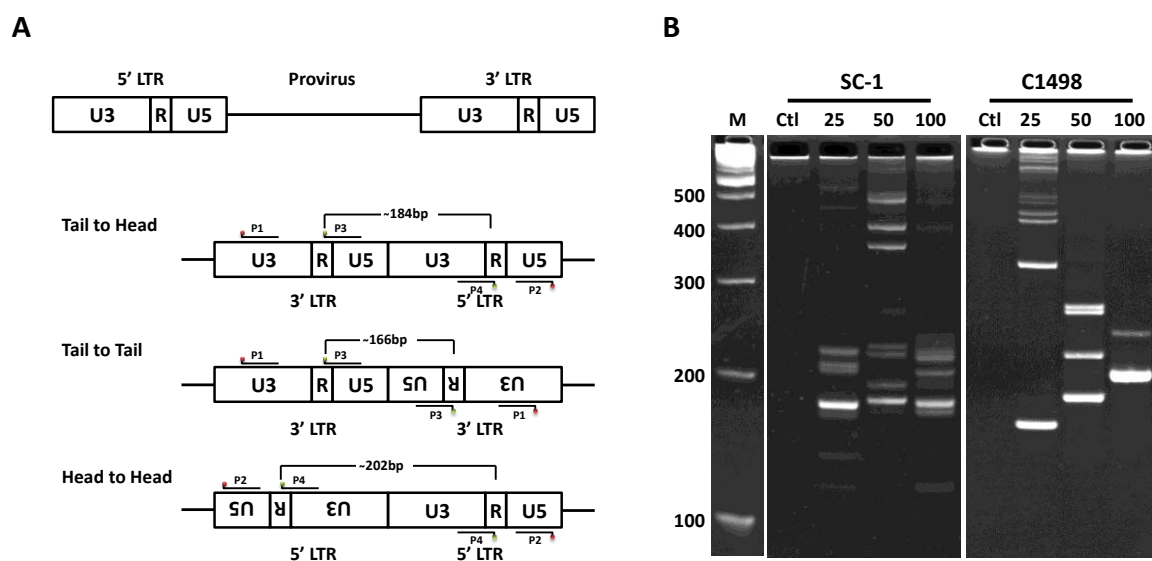 A
5' LTR Provirus 3' LTR
U3 R U5 U3 R U5
Tail to Head
~184bp
P1 P3
U3 R U5 U3 R U5
P4 P2
3' LTR 5' LTR
Tail to Tail
~166bp
P1 P3
U3 R U5 U5 R U3
P3 P1
3' LTR 3' LTR
Head to Head
~202bp
P2 P4
U5 R U3 U3 R U5
P4 P2
5' LTR 5' LTR
B
SC-1 C1498
M Ctl 25 50 100 Ctl 25 50 100
500
400
300
200
100